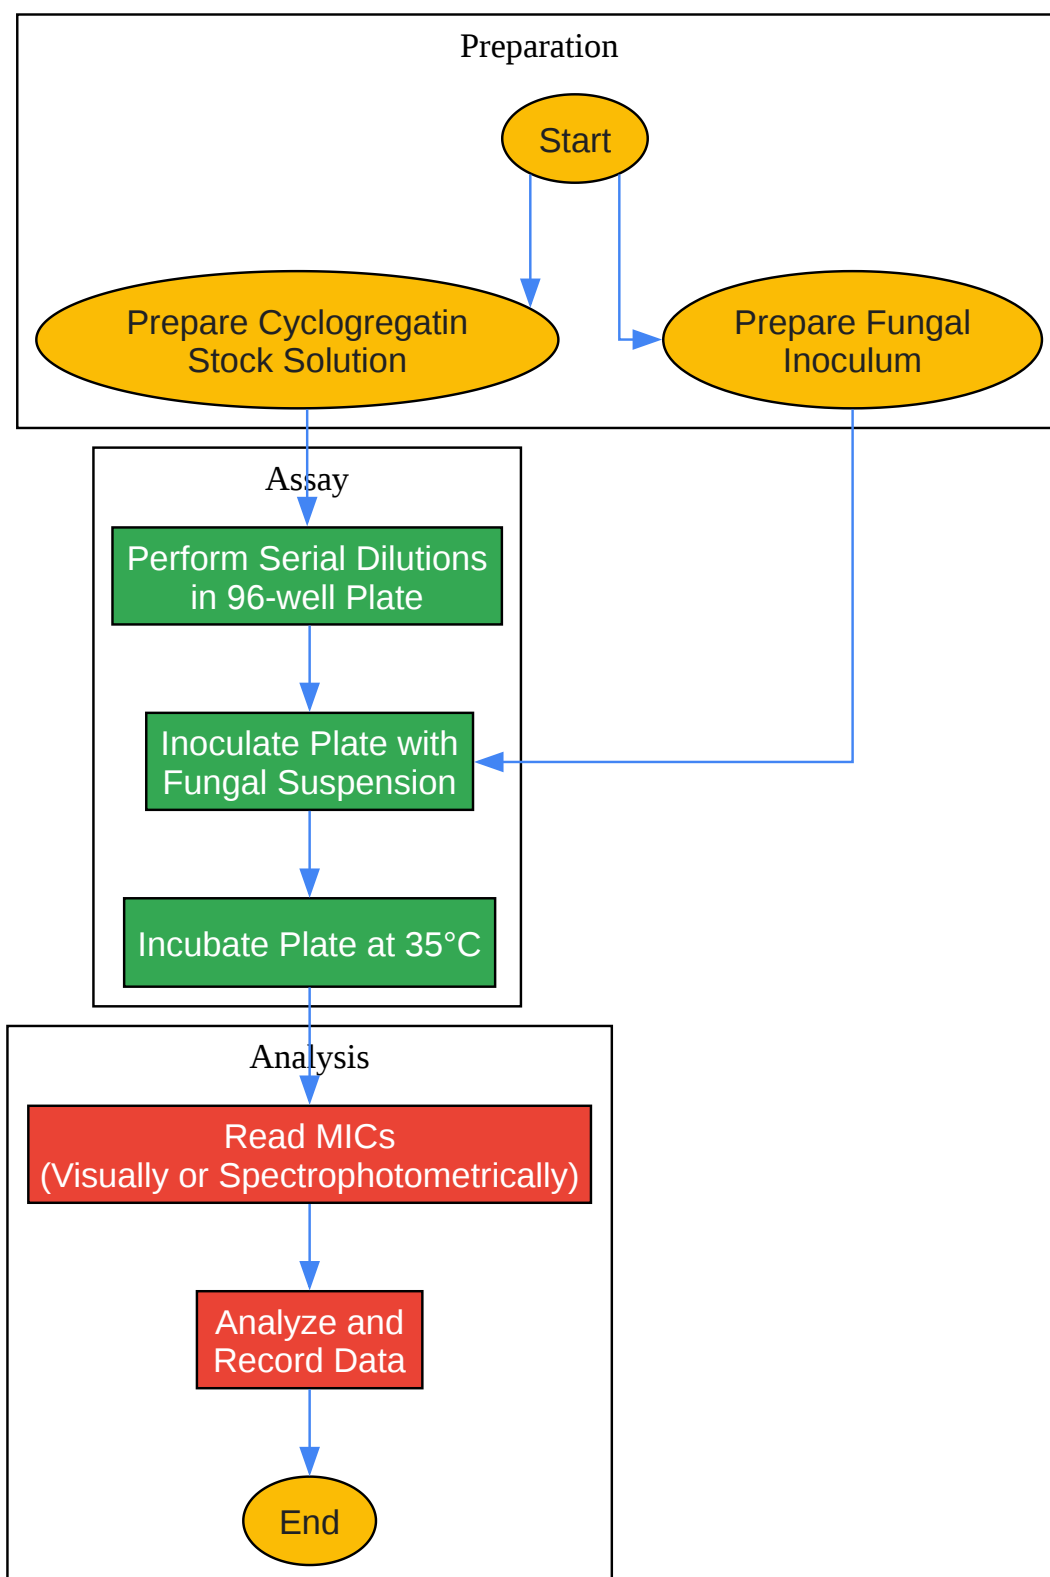 Preparation
Start
Prepare Cyclogregatin
Stock Solution
Prepare Fungal
Inoculum
Assay
Perform Serial Dilutions
in 96-well Plate
Inoculate Plate with
Fungal Suspension
Incubate Plate at 35°C
Analysis
Read MICs
(Visually or Spectrophotometrically)
Analyze and
Record Data
End